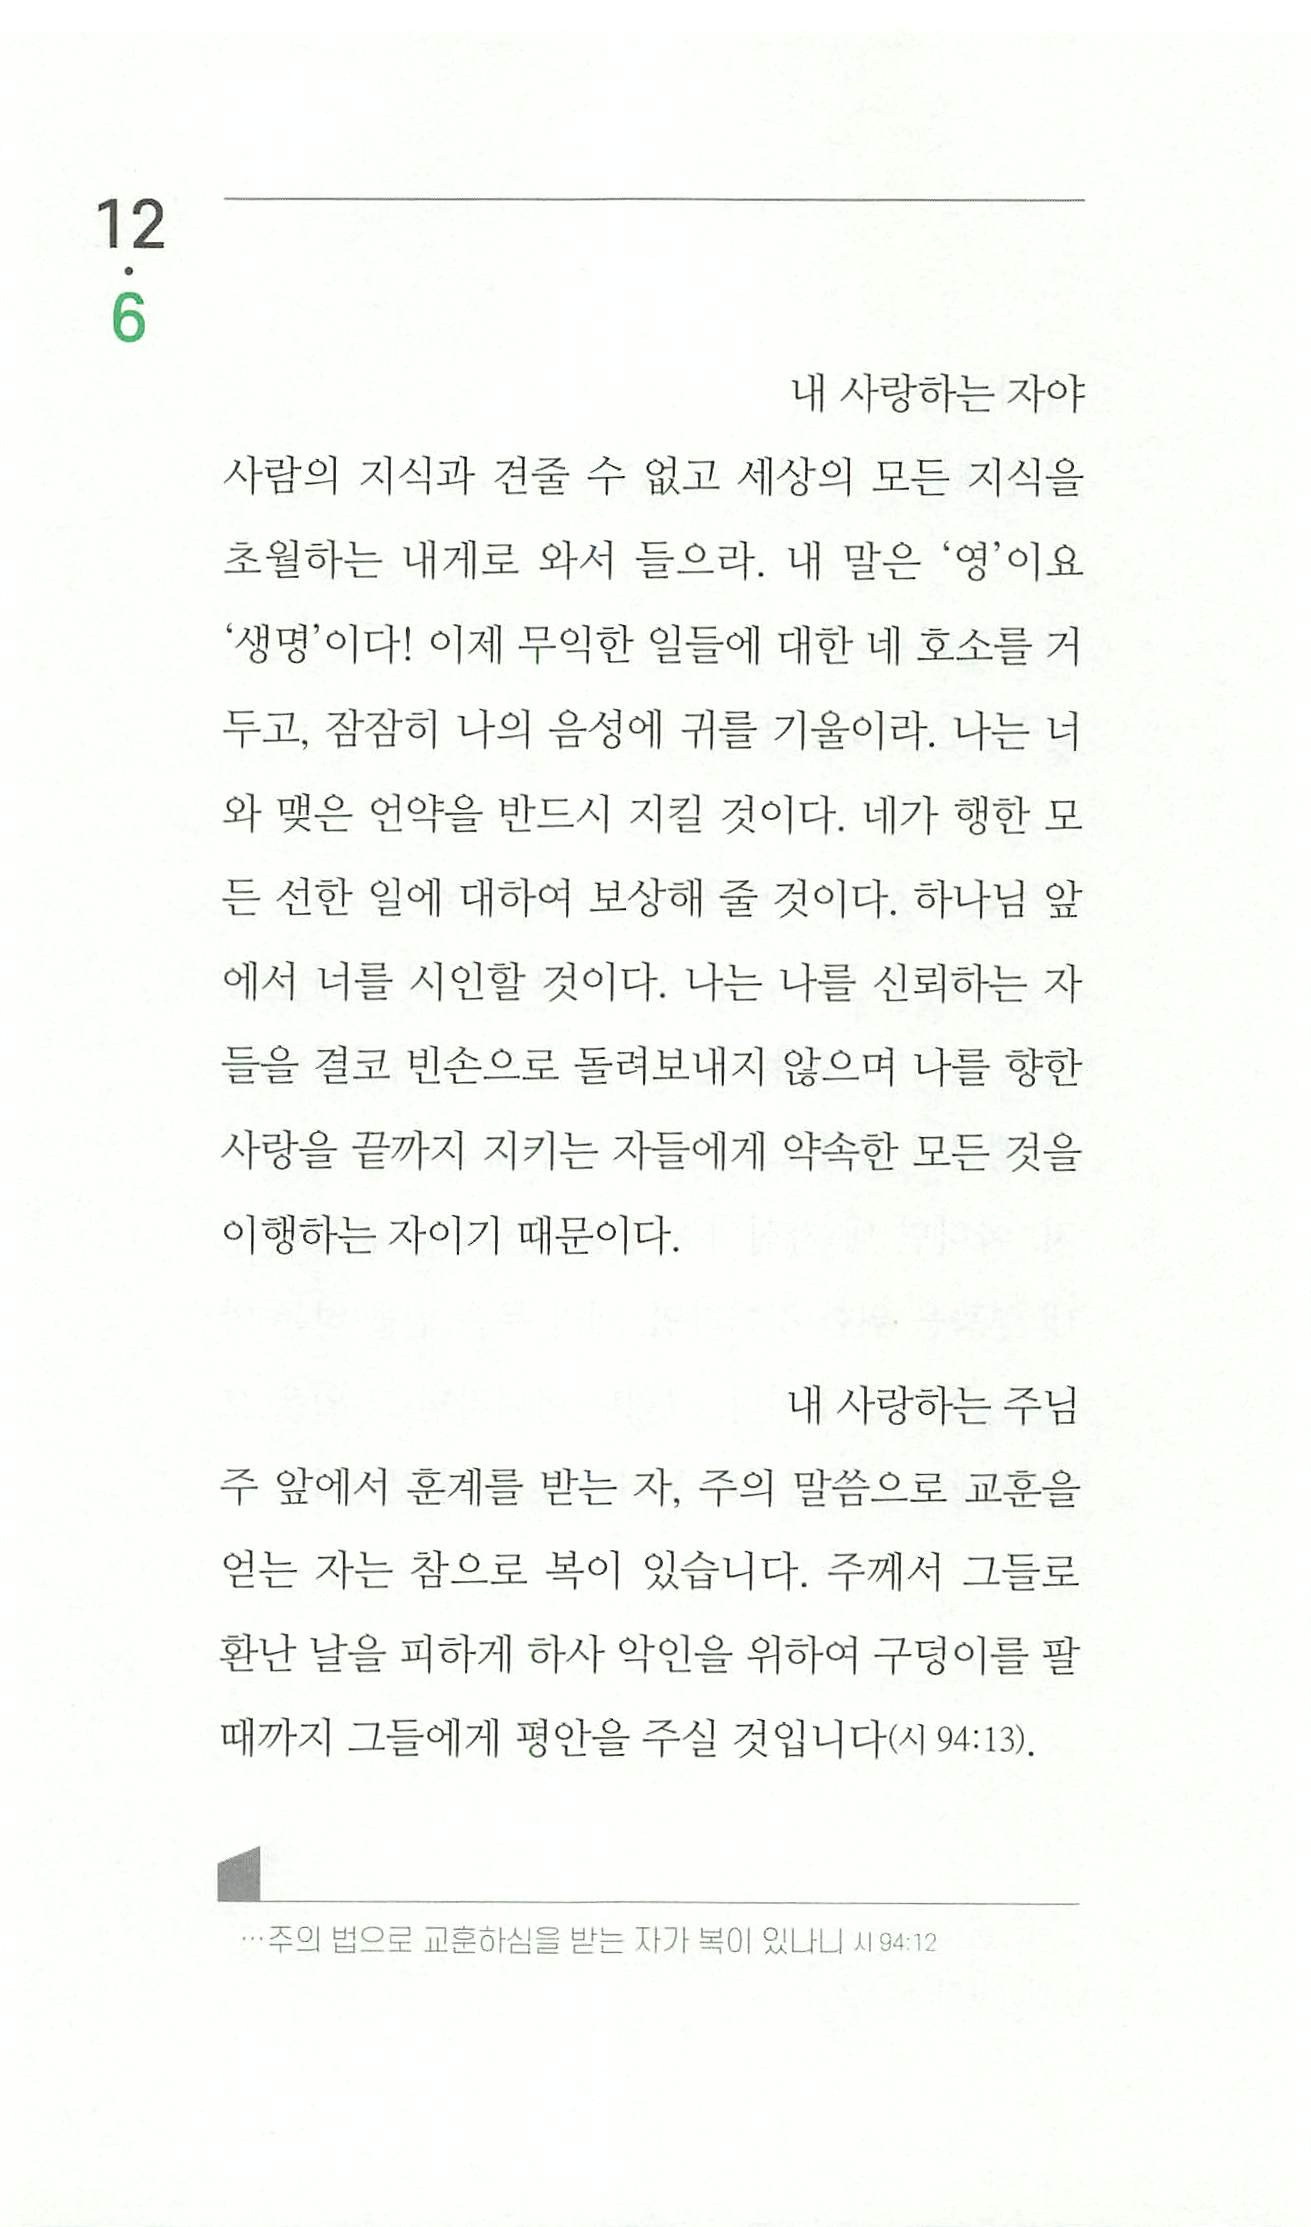 12
·
6
내 사랑하는 자야
사람의 지식과 견줄 수 없고 세상의 모든 지식을
초월하는 내게로 와서 들으라. 내 말은 ‘영’이요
‘생명’이다! 이제 무익한 일들에 대한 네 호소를 거
두고, 잠잠히 나의 음성에 귀를 기울이라. 나는 너
와 맺은 언약을 반드시 지킬 것이다. 네가 행한 모
든 선한 일에 대하여 보상해 줄 것이다. 하나님 앞
에서 너를 시인할 것이다. 나는 나를 신뢰하는 자
들을 결코 빈손으로 돌려보내지 않으며 나를 향한
사랑을 끝까지 지키는 자들에게 약속한 모든 것을
이행하는 자이기 때문이다.
내 사랑하는 주님
주 앞에서 훈계를 받는 자, 주의 말씀으로 교훈을
얻는 자는 참으로 복이 있습니다. 주께서 그들로
환난 날을 피하게 하사 악인을 위하여 구덩이를 팔
때까지 그들에게 평안을 주실 것입니다(시 94:13).
…주의 법으로 교훈하심을 받는 자가 복이 있나니 시 94:12